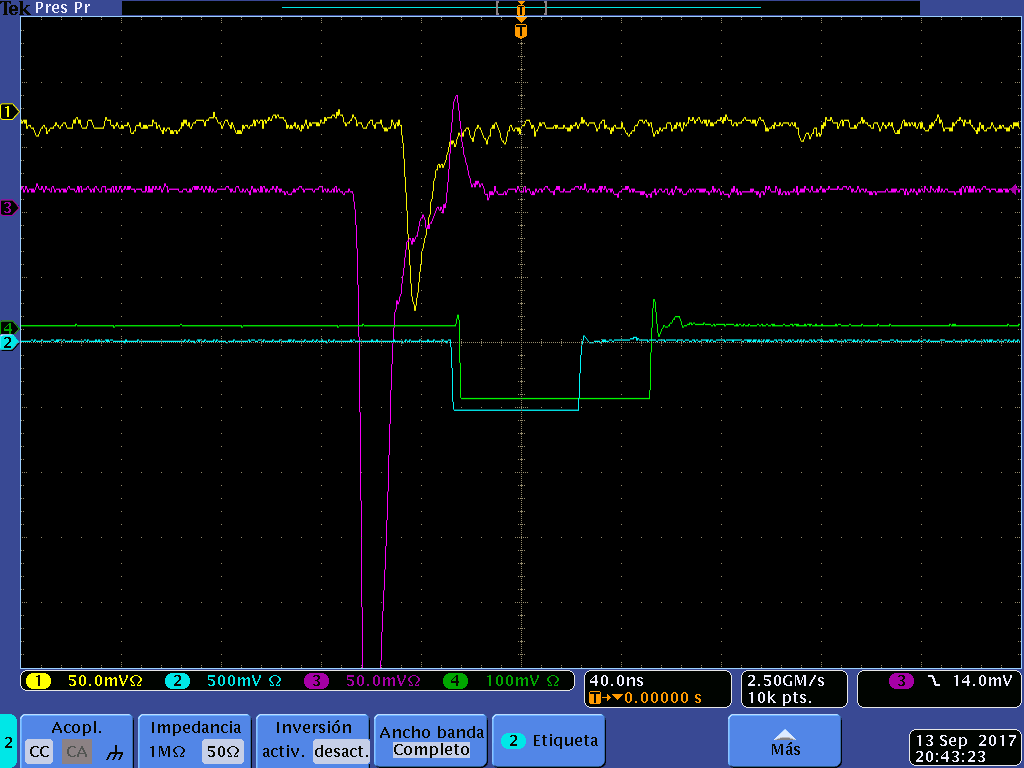 Tek Pres Pr
T
T
1
3
4
2
1 50.0mVΩ 2 500mV Ω 3 50.0mVΩ 4 100mV Ω
40.0ns
T→▼0.00000 s
2.50GM/s
10k pts.
3 14.0mV
2
Acopl.
CC CA
Impedancia
1MΩ 50Ω
Inversión
activ. desact.
Ancho banda
Completo
2 Etiqueta
Más
13 Sep 2017
20:43:23